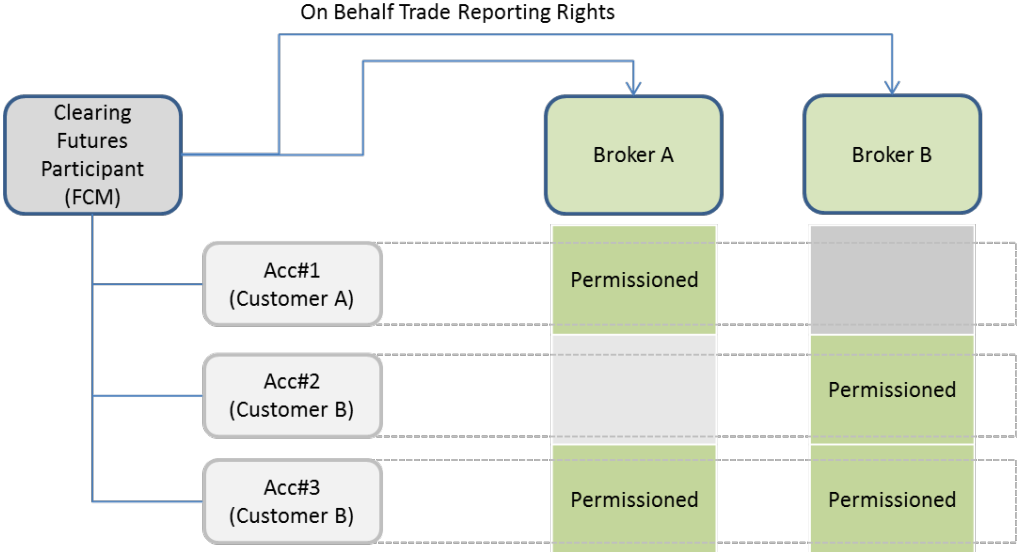 On Behalf Trade Reporting Rights
Clearing
Futures
Participant
(FCM)
Broker A
Broker B
Acc#1
(Customer A)
Permissioned
Acc#2
(Customer B)
Permissioned
Acc#3
(Customer B)
Permissioned
Permissioned